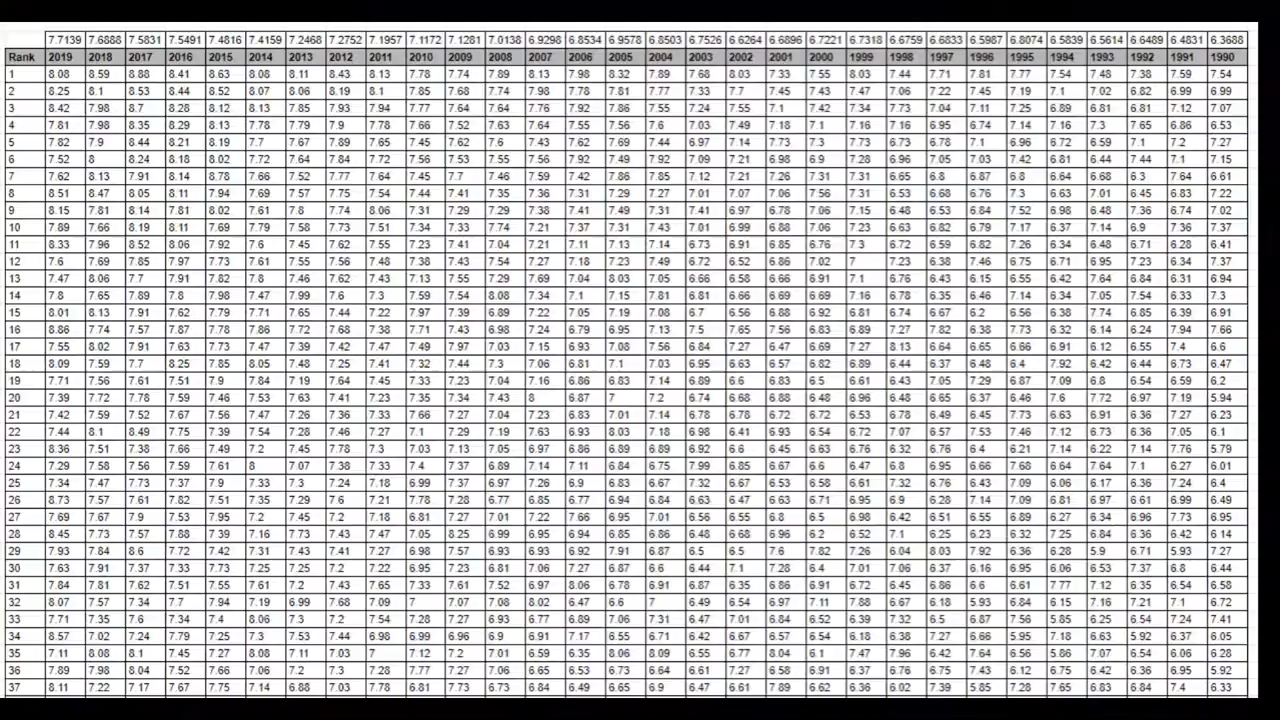 7.7139 7.6888 7.5831 7.5491 7.4816 7.4159 7.2468 7.2752 7.1957 7.1172 7.1281 7.0138 6.9298 6.8534 6.9578 6.8503 6.7526 6.6264 6.6896 6.7221 6.7318 6.6759 6.6833 6.5987 6.8074 6.5839 6.5614 6.6489 6.4831 6.3688
Rank 2019 2018 2017 2016 2015 2014 2013 2012 2011 2010 2009 2008 2007 2006 2005 2004 2003 2002 2001 2000 1999 1998 1997 1996 1995 1994 1993 1992 1991 1990
1 8.08 8.59 8.88 8.41 8.63 8.08 8.11 8.43 8.13 7.78 7.74 7.89 8.13 7.98 8.32 7.89 7.68 8.03 7.33 7.55 8.03 7.44 7.71 7.81 7.77 7.54 7.48 7.38 7.59 7.54
2 8.25 8.1 8.53 8.44 8.52 8.07 8.06 8.19 8.1 7.85 7.68 7.74 7.98 7.78 7.81 7.77 7.33 7.7 7.45 7.43 7.47 7.06 7.22 7.45 7.19 7.1 7.02 6.82 6.99 6.99
3 8.42 7.98 8.7 8.28 8.12 8.13 7.85 7.93 7.94 7.77 7.64 7.64 7.76 7.92 7.86 7.55 7.24 7.55 7.1 7.42 7.34 7.73 7.04 7.11 7.25 6.89 6.81 6.81 7.12 7.07
4 7.81 7.98 8.35 8.29 8.13 7.78 7.79 7.9 7.78 7.66 7.52 7.63 7.64 7.55 7.56 7.6 7.03 7.49 7.18 7.1 7.16 7.16 6.95 6.74 7.14 7.16 7.3 7.65 6.86 6.53
5 7.82 7.9 8.44 8.21 8.19 7.7 7.67 7.89 7.65 7.45 7.62 7.6 7.43 7.62 7.69 7.44 6.97 7.14 7.73 7.3 7.73 6.73 6.78 7.1 6.96 6.72 6.59 7.1 7.2 7.27
6 7.52 8 8.24 8.18 8.02 7.72 7.64 7.84 7.72 7.56 7.53 7.55 7.56 7.92 7.49 7.92 7.09 7.21 6.98 6.9 7.28 6.96 7.05 7.03 7.42 6.81 6.44 7.44 7.1 7.15
7 7.62 8.13 7.91 8.14 8.78 7.66 7.52 7.77 7.64 7.45 7.7 7.46 7.59 7.42 7.86 7.85 7.12 7.21 7.26 7.31 7.31 6.65 6.8 6.87 6.8 6.64 6.68 6.3 7.64 6.61
8 8.51 8.47 8.05 8.11 7.94 7.69 7.57 7.75 7.54 7.44 7.41 7.35 7.36 7.31 7.29 7.27 7.01 7.07 7.06 7.56 7.31 6.53 6.68 6.76 7.3 6.63 7.01 6.45 6.83 7.22
9 8.15 7.81 8.14 7.81 8.02 7.61 7.8 7.74 8.06 7.31 7.29 7.29 7.38 7.41 7.49 7.31 7.41 6.97 6.78 7.06 7.15 6.48 6.53 6.84 7.52 6.98 6.48 7.36 6.74 7.02
10 7.89 7.66 8.19 8.11 7.69 7.79 7.58 7.73 7.51 7.34 7.33 7.74 7.21 7.37 7.31 7.43 7.01 6.99 6.88 7.06 7.23 6.63 6.82 6.79 7.17 6.37 7.14 6.9 7.36 7.37
11 8.33 7.96 8.52 8.06 7.92 7.6 7.45 7.62 7.55 7.23 7.41 7.04 7.21 7.11 7.13 7.14 6.73 6.91 6.85 6.76 7.3 6.72 6.59 6.82 7.26 6.34 6.48 6.71 6.28 6.41
12 7.6 7.69 7.85 7.97 7.73 7.61 7.55 7.56 7.48 7.38 7.43 7.54 7.27 7.18 7.23 7.49 6.72 6.52 6.86 7.02 7 7.23 6.38 7.46 6.75 6.71 6.95 7.23 6.34 7.37
13 7.47 8.06 7.7 7.91 7.82 7.8 7.46 7.62 7.43 7.13 7.55 7.29 7.69 7.04 8.03 7.05 6.66 6.58 6.66 6.91 7.1 6.76 6.43 6.15 6.55 6.42 7.64 6.84 6.31 6.94
14 7.8 7.65 7.89 7.8 7.98 7.47 7.99 7.6 7.3 7.59 7.54 8.08 7.34 7.1 7.15 7.81 6.81 6.66 6.69 6.69 7.16 6.78 6.35 6.46 7.14 6.34 7.05 7.54 6.33 7.3
15 8.01 8.13 7.91 7.62 7.79 7.71 7.65 7.44 7.22 7.97 7.39 6.89 7.22 7.05 7.19 7.08 6.7 6.56 6.88 6.92 6.81 6.74 6.67 6.2 6.56 6.38 7.74 6.85 6.39 6.91
16 8.86 7.74 7.57 7.87 7.78 7.86 7.72 7.68 7.38 7.71 7.43 6.98 7.24 6.79 6.95 7.13 7.5 7.65 7.56 6.83 6.89 7.27 7.82 6.38 7.73 6.32 6.14 6.24 7.94 7.66
17 7.55 8.02 7.91 7.63 7.73 7.47 7.39 7.42 7.47 7.49 7.97 7.03 7.15 6.93 7.08 7.56 6.84 7.27 6.47 6.69 7.27 8.13 6.64 6.65 6.66 6.91 6.12 6.55 7.4 6.6
18 8.09 7.59 7.7 8.25 7.85 8.05 7.48 7.25 7.41 7.32 7.44 7.3 7.06 6.81 7.1 7.03 6.95 6.63 6.57 6.82 6.89 6.44 6.37 6.48 6.4 7.92 6.42 6.44 6.73 6.47
19 7.71 7.56 7.61 7.51 7.9 7.84 7.19 7.64 7.45 7.33 7.23 7.04 7.16 6.86 6.83 7.14 6.89 6.6 6.83 6.5 6.61 6.43 7.05 7.29 6.87 7.09 6.8 6.54 6.59 6.2
20 7.39 7.72 7.78 7.59 7.46 7.53 7.63 7.41 7.23 7.35 7.34 7.43 8 6.87 7 7.2 6.74 6.68 6.88 6.48 6.96 6.48 6.65 6.37 6.46 7.6 7.72 6.97 7.19 5.94
21 7.42 7.59 7.52 7.67 7.56 7.47 7.26 7.36 7.33 7.66 7.27 7.04 7.23 6.83 7.01 7.14 6.78 6.78 6.72 6.72 6.53 6.78 6.49 6.45 7.73 6.63 6.91 6.36 7.27 6.23
22 7.44 8.1 8.49 7.75 7.39 7.54 7.28 7.46 7.27 7.1 7.29 7.19 7.63 6.93 8.03 7.18 6.98 6.41 6.93 6.54 6.72 7.07 6.57 7.53 7.46 7.12 6.73 6.36 7.05 6.1
23 8.36 7.51 7.38 7.66 7.49 7.2 7.45 7.78 7.3 7.03 7.13 7.05 6.97 6.86 6.89 6.89 6.92 6.6 6.45 6.63 6.76 6.32 6.76 6.4 6.21 7.14 6.22 7.14 7.76 5.79
24 7.29 7.58 7.56 7.59 7.61 8 7.07 7.38 7.33 7.4 7.37 6.89 7.14 7.11 6.84 6.75 7.99 6.85 6.67 6.6 6.47 6.8 6.95 6.66 7.68 6.64 7.64 7.1 6.27 6.01
25 7.34 7.47 7.73 7.37 7.9 7.33 7.3 7.24 7.18 6.99 7.37 6.97 7.26 6.9 6.83 6.67 7.32 6.67 6.53 6.58 6.61 7.32 6.76 6.43 7.09 6.06 6.17 6.36 7.24 6.4
26 8.73 7.57 7.61 7.82 7.51 7.35 7.29 7.6 7.21 7.78 7.28 6.77 6.85 6.77 6.94 6.84 6.63 6.47 6.63 6.71 6.95 6.9 6.28 7.14 7.09 6.81 6.97 6.61 6.99 6.49
27 7.69 7.67 7.9 7.53 7.95 7.2 7.45 7.2 7.18 6.81 7.27 7.01 7.22 7.66 6.95 7.01 6.56 6.55 6.8 6.5 6.98 6.42 6.51 6.55 6.89 6.27 6.34 6.96 7.73 6.95
28 8.45 7.73 7.57 7.88 7.39 7.16 7.73 7.43 7.47 7.05 8.25 6.99 6.95 6.94 6.85 6.86 6.48 6.68 6.96 6.2 6.52 7.1 6.25 6.23 6.32 7.25 6.84 6.36 6.42 6.14
29 7.93 7.84 8.6 7.72 7.42 7.31 7.43 7.41 7.27 6.98 7.57 6.93 6.93 6.92 7.91 6.87 6.5 6.5 7.6 7.82 7.26 6.04 8.03 7.92 6.36 6.28 5.9 6.71 5.93 7.27
30 7.63 7.91 7.37 7.33 7.73 7.25 7.25 7.2 7.22 6.95 7.23 6.81 7.06 7.27 6.87 6.6 6.44 7.1 7.28 6.4 7.01 7.06 6.37 6.16 6.95 7.06 6.53 7.37 6.8 6.44
31 7.84 7.81 7.62 7.51 7.55 7.61 7.2 7.43 7.65 7.33 7.61 7.52 6.97 8.06 6.78 6.91 6.87 6.35 6.86 6.91 6.72 6.45 6.86 6.6 6.61 7.77 7.12 6.35 6.54 6.58
32 8.07 7.57 7.34 7.7 7.94 7.19 6.99 7.68 7.09 7 7.07 7.08 8.02 6.47 6.6 7 6.49 6.54 6.97 7.11 7.88 6.67 6.18 5.93 6.84 6.15 7.16 7.21 7.1 6.72
33 7.71 7.35 7.6 7.34 7.4 8.06 7.3 7.2 7.54 7.28 7.27 6.93 6.77 6.89 7.06 7.31 6.47 7.01 6.84 6.52 6.39 7.32 6.5 6.87 7.56 5.85 6.25 6.54 7.24 7.41
34 8.57 7.02 7.24 7.79 7.25 7.3 7.53 7.44 6.98 6.99 6.96 6.9 6.91 7.17 6.55 6.71 6.42 6.67 6.57 6.54 6.18 6.38 7.27 6.66 5.95 7.18 6.63 5.92 6.37 6.05
35 7.11 8.08 8.1 7.45 7.27 8.08 7.11 7.03 7 7.12 7.2 7.01 6.59 6.35 8.06 8.09 6.55 6.77 8.04 6.1 7.47 7.96 6.42 7.64 6.56 5.86 7.07 6.54 6.06 6.28
36 7.89 7.98 8.04 7.52 7.66 7.06 7.2 7.3 7.28 7.77 7.27 7.06 6.65 6.53 6.73 6.64 6.61 7.27 6.58 6.91 6.37 6.76 6.75 7.43 6.12 6.75 6.42 6.36 6.95 5.92
37 8.11 7.22 7.17 7.67 7.75 7.14 6.88 7.03 7.78 6.81 7.73 6.73 6.84 6.49 6.65 6.9 6.47 6.61 7.89 6.62 6.36 6.02 7.39 5.85 7.28 7.65 6.83 6.84 7.4 6.33